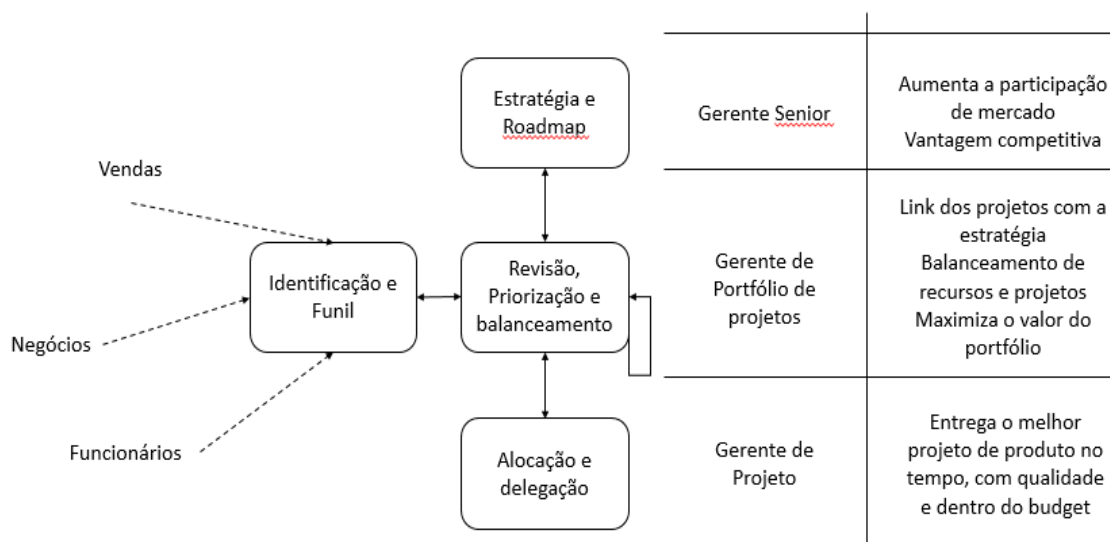 Vendas
Negócios
Funcionários
Identificação e
Funil
Estratégia e
Roadmap
Revisão,
Priorização e
balanceamento
Alocação e
delegação
Gerente Senior
Aumenta a participação
de mercado
Vantagem competitiva
Gerente de
Portfólio de
projetos
Link dos projetos com a
estratégia
Balanceamento de
recursos e projetos
Maximiza o valor do
portfólio
Gerente de
Projeto
Entrega o melhor
projeto de produto no
tempo, com qualidade
e dentro do budget